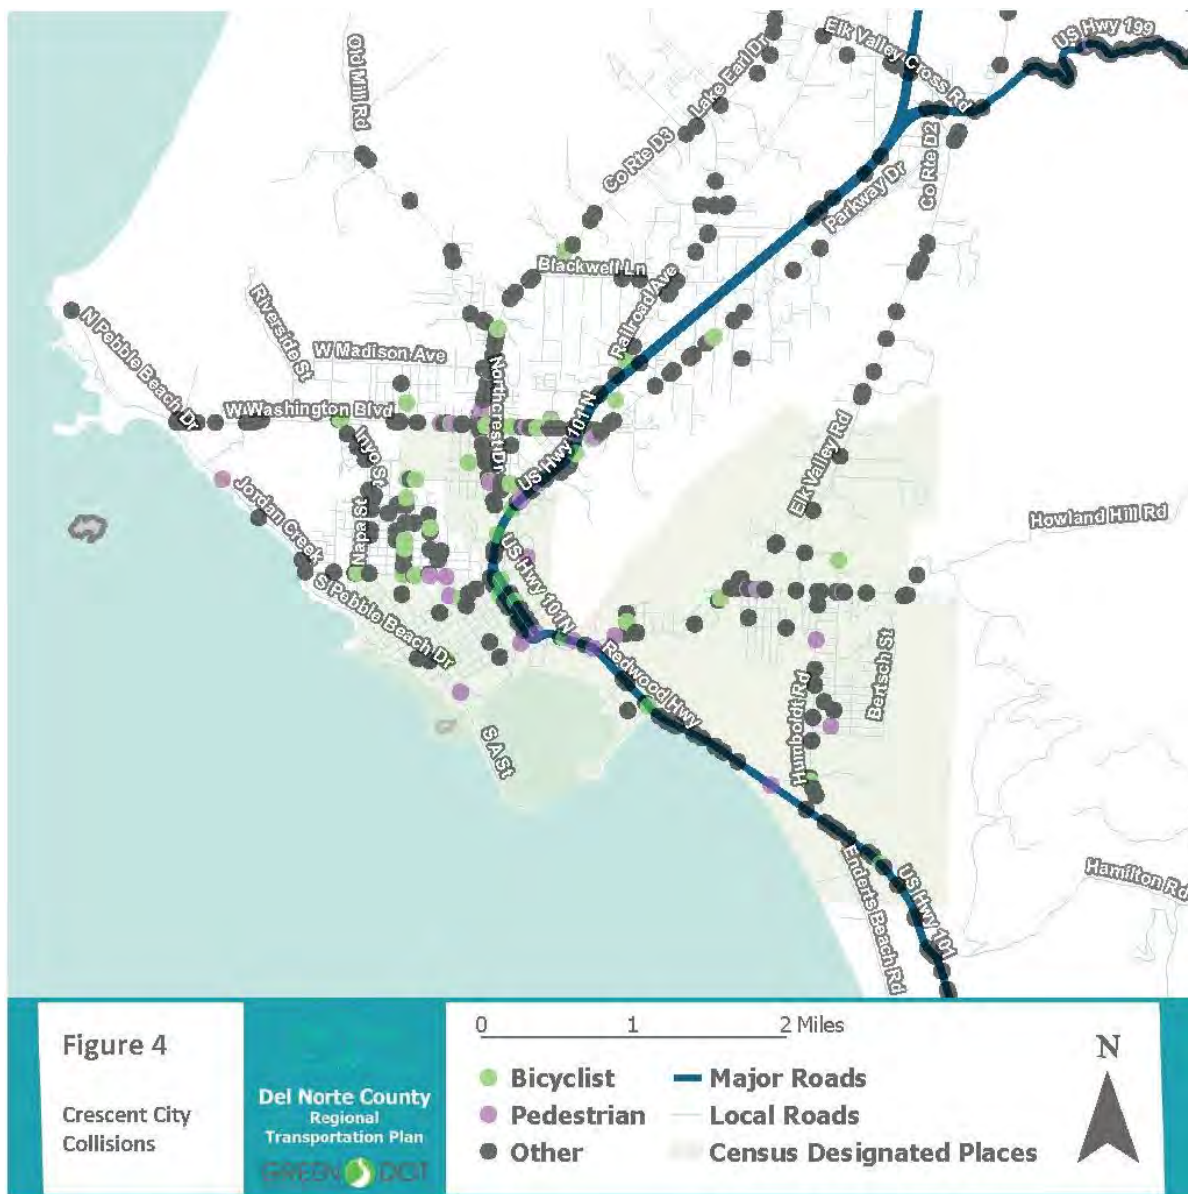 US Hwy 199
Elk Valley Cross Rd
Old Mill Rd
Lake Earl Dr
Co Rte D3
Co Rte D2
Parkway Dr
Blackwell Ln
Railroad Ave
Riverside St
N Pebble Beach Dr
W Madison Ave
Northcrest Dr
W Washington Blvd
Inyo St
US Hwy 101 N
Elk Valley Rd
Jordan Creek
Napa St
Howland Hill Rd
US Hwy 101 N
S Pebble Beach Dr
Redwood Hwy
Bertsch St
Humboldt Rd
S A St
Enderts Beach Rd
US Hwy 101
Hamilton Rd
Figure 4
Crescent City
Collisions
Del Norte County
Regional
Transportation Plan
GREEN DOT
0 1 2 Miles
Bicyclist
Pedestrian
Other
Major Roads
Local Roads
Census Designated Places
N